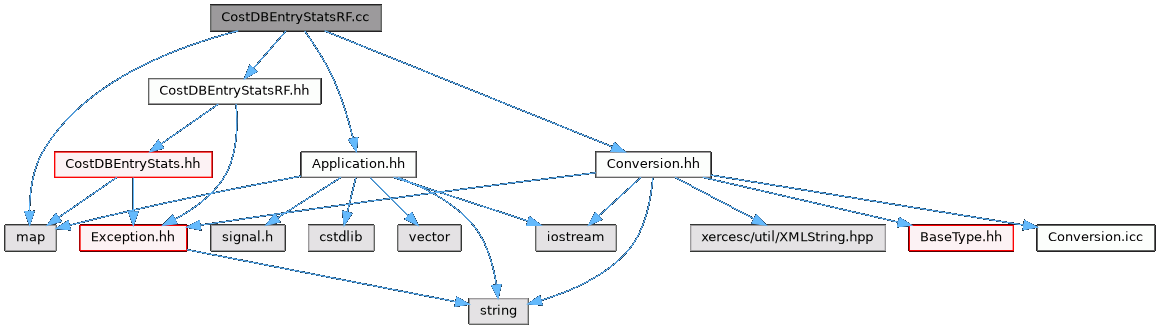 CostDBEntryStatsRF.cc
CostDBEntryStatsRF.hh
CostDBEntryStats.hh
Application.hh
Conversion.hh
map
Exception.hh
signal.h
cstdlib
vector
iostream
xercesc/util/XMLString.hpp
BaseType.hh
Conversion.icc
string